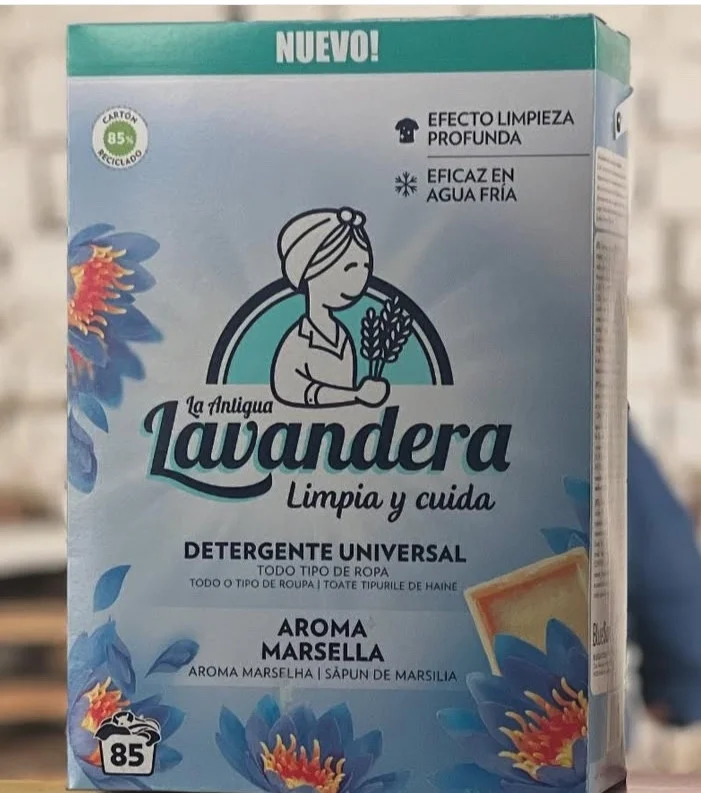 NUEVO!
CARTÓN
85%
RECICLADO
EFECTO LIMPIEZA
PROFUNDA
EFICAZ EN
AGUA FRÍA
La Antigua
Lavandera
Limpia y cuida
DETERGENTE UNIVERSAL
TODO TIPO DE ROPA
TODO O TIPO DE ROUPA | TOATE TIPURILE DE HAINE
AROMA
MARSELLA
AROMA MARSELHA | SĂPUN DE MARSILIA
85